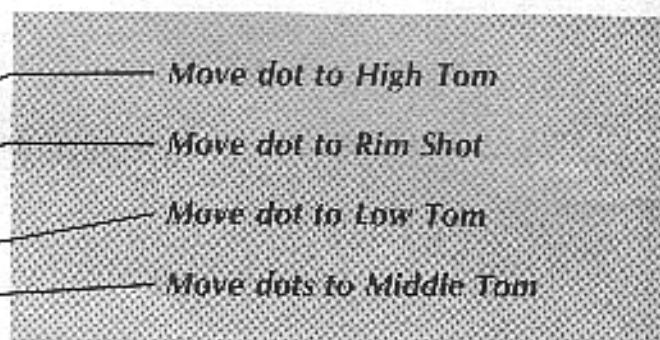 Move dot to High Tom
Move dot to Rim Shot
Move dot to Low Tom
Move dots to Middle Tom